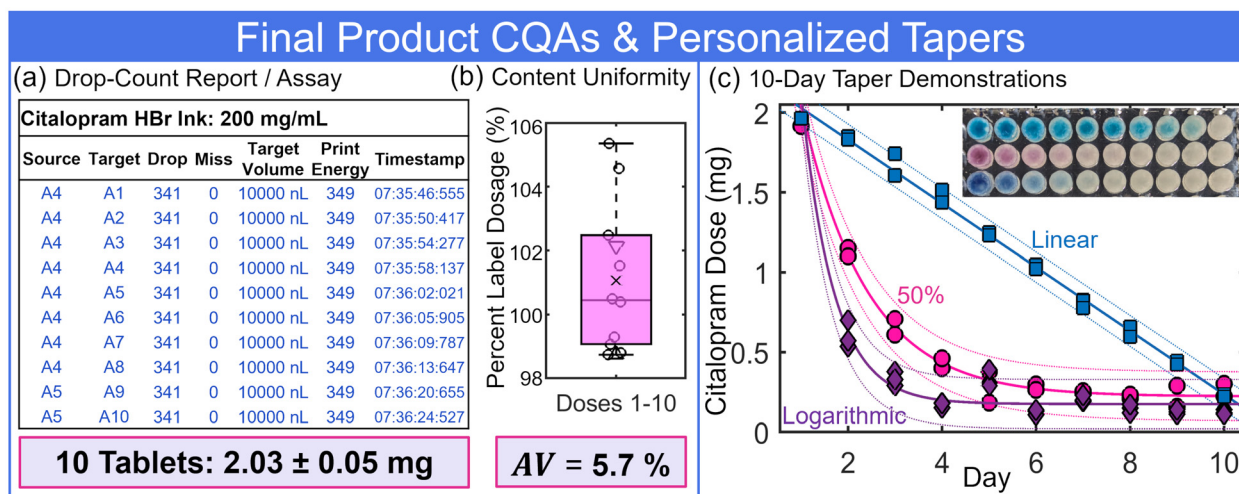 Final Product CQAs & Personalized Tapers
(a) Drop-Count Report / Assay
Citalopram HBr Ink: 200 mg/mL
Source Target Drop Miss Target Volume Print Energy Timestamp
A4 A1 341 0 10000 nL 349 07:35:46:555
A4 A2 341 0 10000 nL 349 07:35:50:417
A4 A3 341 0 10000 nL 349 07:35:54:277
A4 A4 341 0 10000 nL 349 07:35:58:137
A4 A5 341 0 10000 nL 349 07:36:02:021
A4 A6 341 0 10000 nL 349 07:36:05:905
A4 A7 341 0 10000 nL 349 07:36:09:787
A4 A8 341 0 10000 nL 349 07:36:13:647
A5 A9 341 0 10000 nL 349 07:36:20:655
A5 A10 341 0 10000 nL 349 07:36:24:527
10 Tablets: 2.03 ± 0.05 mg
(b) Content Uniformity
Percent Label Dosage (%)
106
104
102
100
98
Doses 1-10
AV = 5.7 %
(c) 10-Day Taper Demonstrations
Citalopram Dose (mg)
2
1.5
1
0.5
0
Linear
50%
Logarithmic
2 4 6 8 10
Day